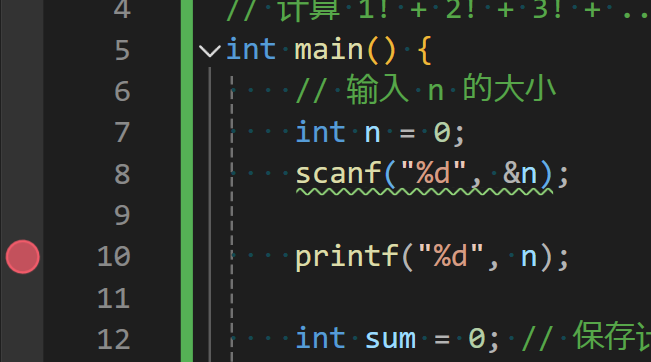 4 // 计算 1! + 2! + 3! + ..
5 int main() {
6 // 输入 n 的大小
7 int n = 0;
8 scanf("%d", &n);
9
10 printf("%d", n);
11
12 int sum = 0; // 保存